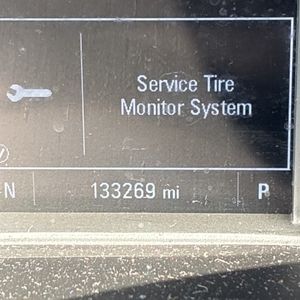 Service Tire
Monitor System
N 133269 mi P